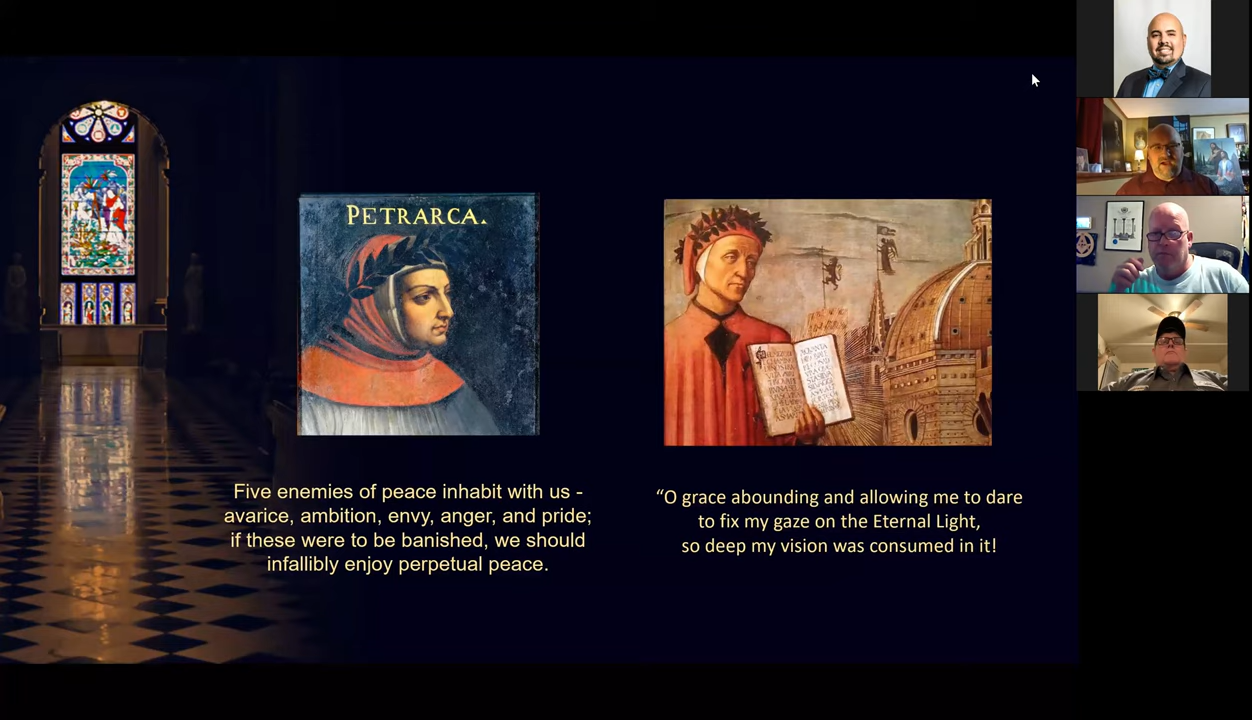 PETRARCA.
Five enemies of peace inhabit with us -
avarice, ambition, envy, anger, and pride;
if these were to be banished, we should
infallibly enjoy perpetual peace.
“O grace abounding and allowing me to dare
to fix my gaze on the Eternal Light,
so deep my vision was consumed in it!